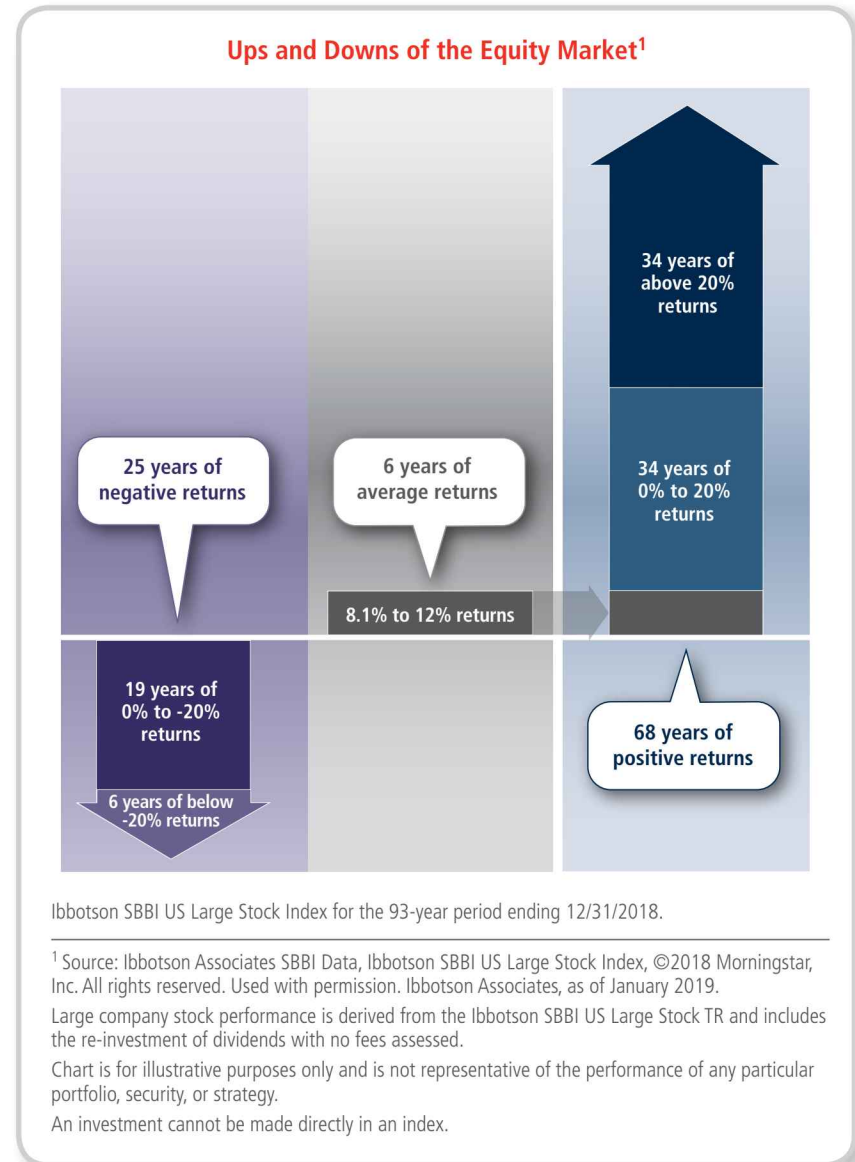 Ups and Downs of the Equity Market¹
34 years of
above 20%
returns
25 years of
negative returns
6 years of
average returns
34 years of
0% to 20%
returns
8.1% to 12% returns
19 years of
0% to -20%
returns
6 years of below
-20% returns
68 years of
positive returns
Ibbotson SBBI US Large Stock Index for the 93-year period ending 12/31/2018.
¹ Source: Ibbotson Associates SBBI Data, Ibbotson SBBI US Large Stock Index, ©2018 Morningstar,
Inc. All rights reserved. Used with permission. Ibbotson Associates, as of January 2019.
Large company stock performance is derived from the Ibbotson SBBI US Large Stock TR and includes
the re-investment of dividends with no fees assessed.
Chart is for illustrative purposes only and is not representative of the performance of any particular
portfolio, security, or strategy.
An investment cannot be made directly in an index.